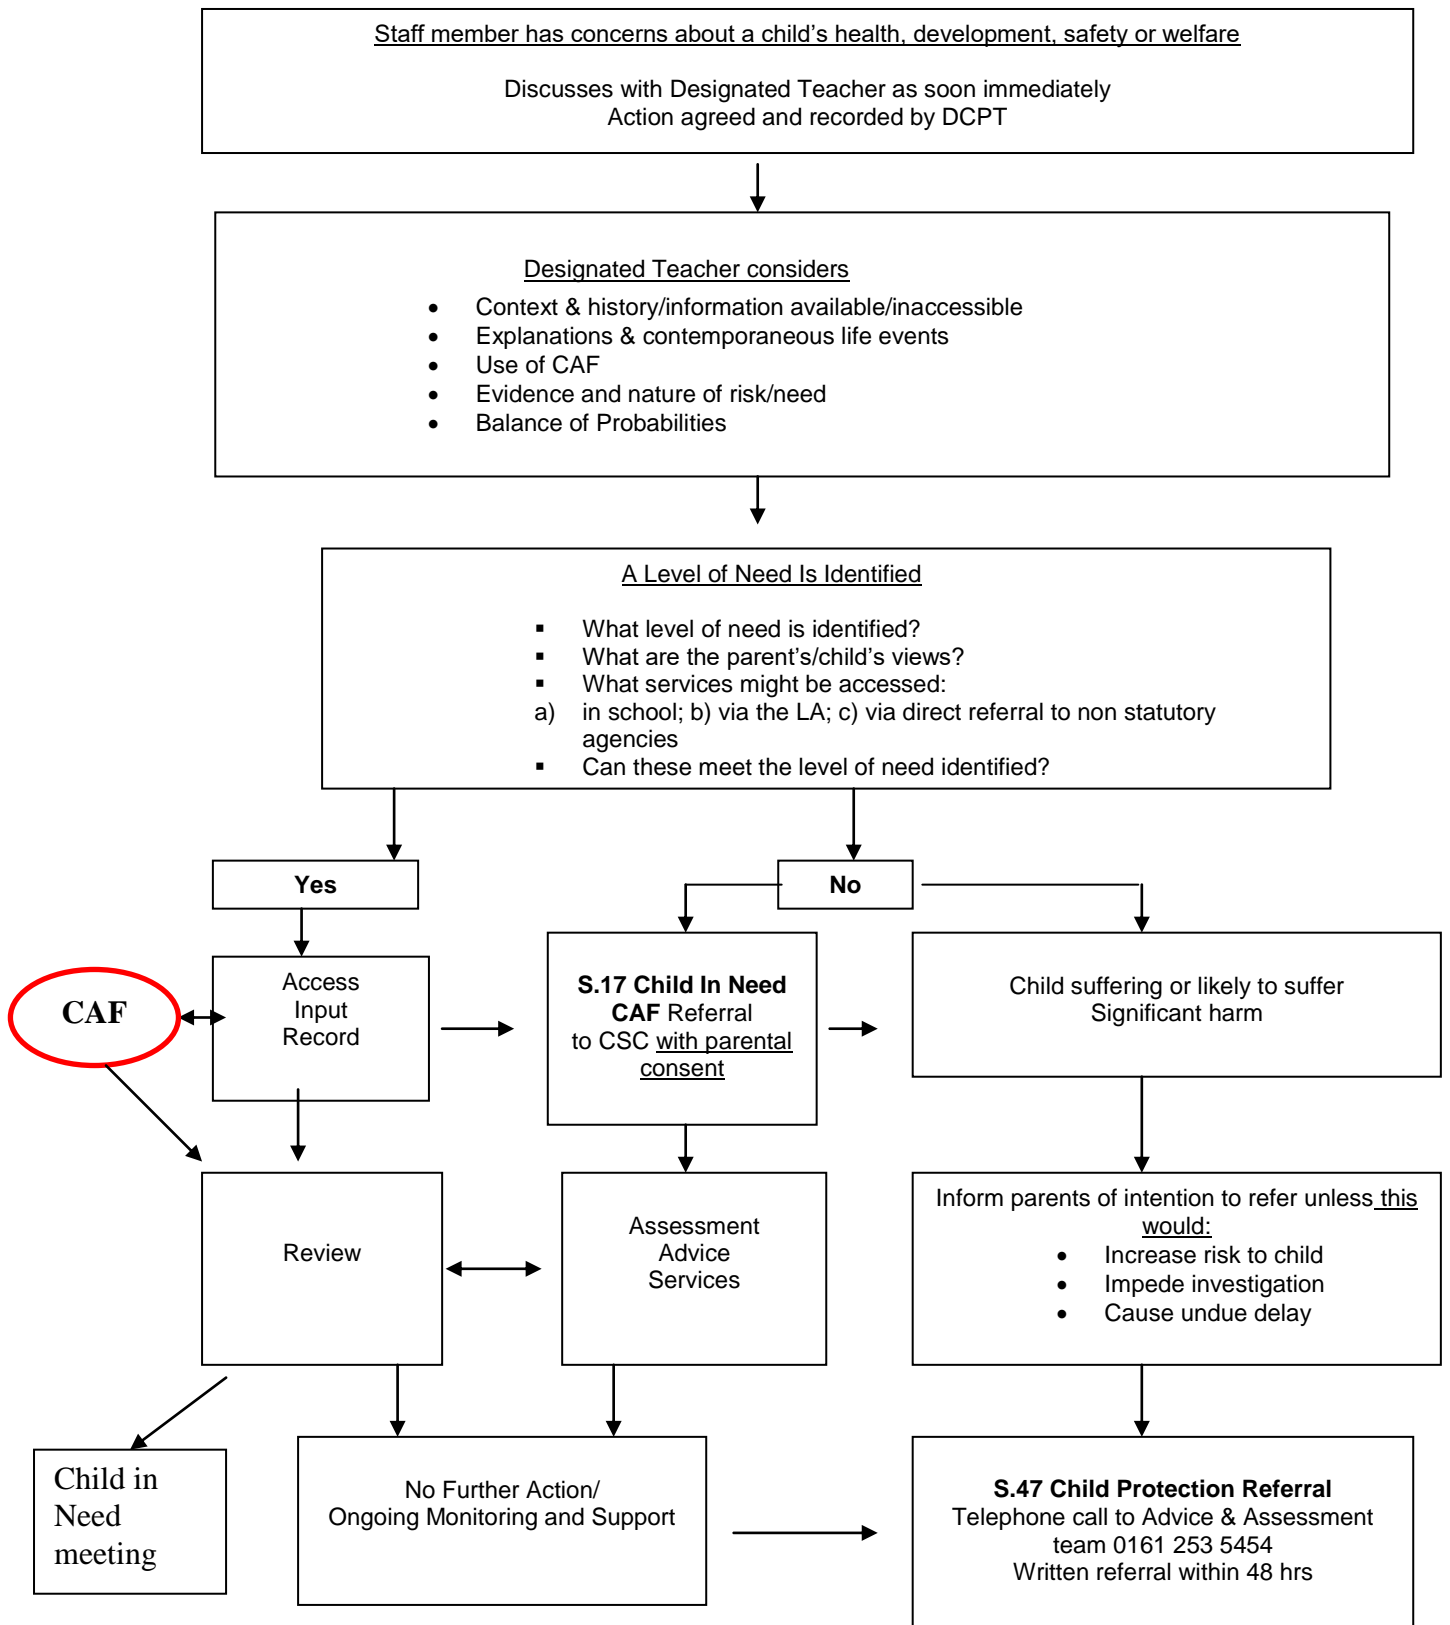 Staff member has concerns about a child’s health, development, safety or welfare
Discusses with Designated Teacher as soon immediately
Action agreed and recorded by DCPT
Designated Teacher considers
• Context & history/information available/inaccessible
• Explanations & contemporaneous life events
• Use of CAF
• Evidence and nature of risk/need
• Balance of Probabilities
A Level of Need Is Identified
▪ What level of need is identified?
▪ What are the parent’s/child’s views?
▪ What services might be accessed:
a) in school; b) via the LA; c) via direct referral to non statutory
agencies
▪ Can these meet the level of need identified?
Yes
No
CAF
Access
Input
Record
S.17 Child In Need
CAF Referral
to CSC with parental
consent
Child suffering or likely to suffer
Significant harm
Review
Assessment
Advice
Services
Inform parents of intention to refer unless this
would:
• Increase risk to child
• Impede investigation
• Cause undue delay
Child in
Need
meeting
No Further Action/
Ongoing Monitoring and Support
S.47 Child Protection Referral
Telephone call to Advice & Assessment
team 0161 253 5454
Written referral within 48 hrs